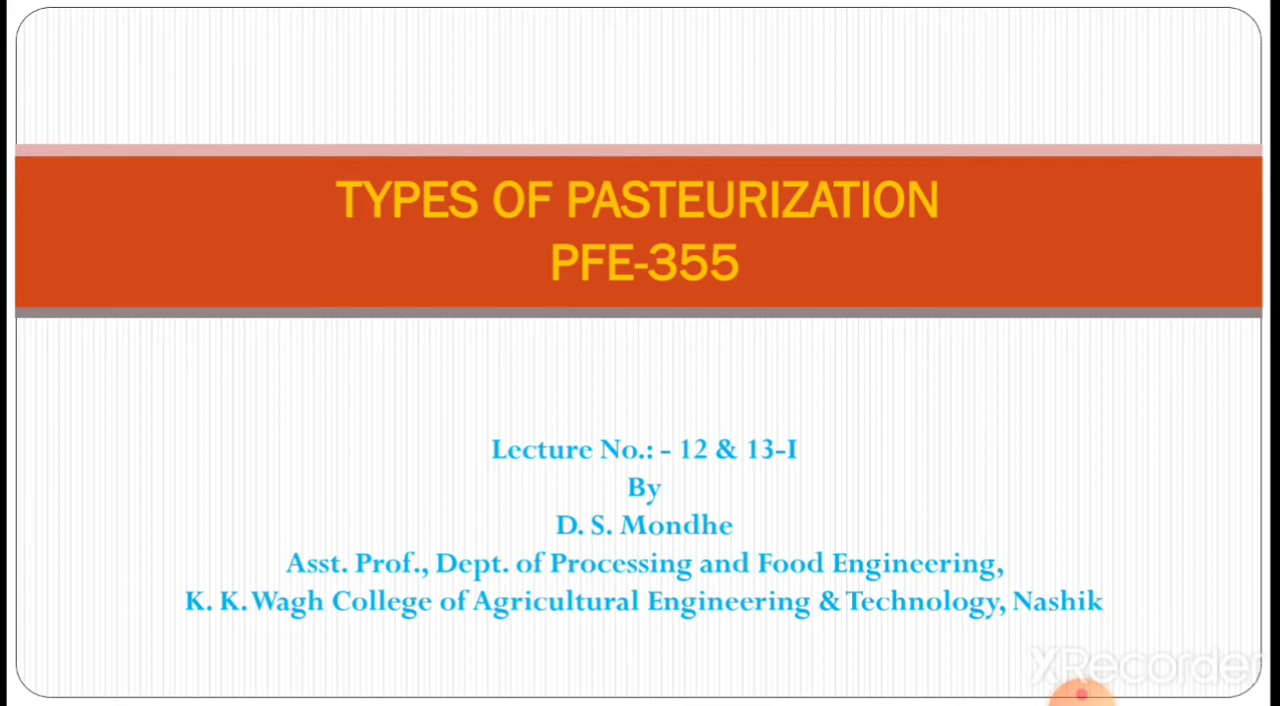 TYPES OF PASTEURIZATION
PFE-355
Lecture No.: - 12 & 13-I
By
D. S. Mondhe
Asst. Prof., Dept. of Processing and Food Engineering,
K. K. Wagh College of Agricultural Engineering & Technology, Nashik
XRecorder